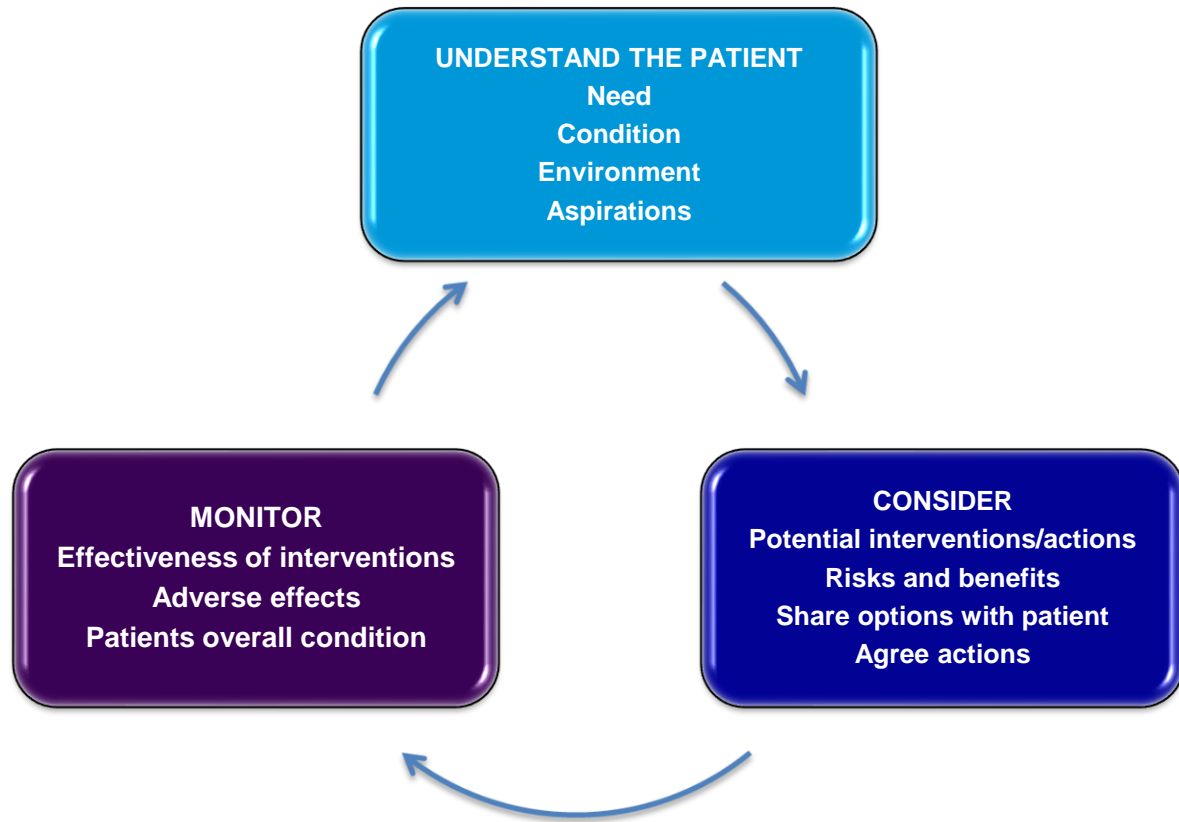 UNDERSTAND THE PATIENT
Need
Condition
Environment
Aspirations
CONSIDER
Potential interventions/actions
Risks and benefits
Share options with patient
Agree actions
MONITOR
Effectiveness of interventions
Adverse effects
Patients overall condition